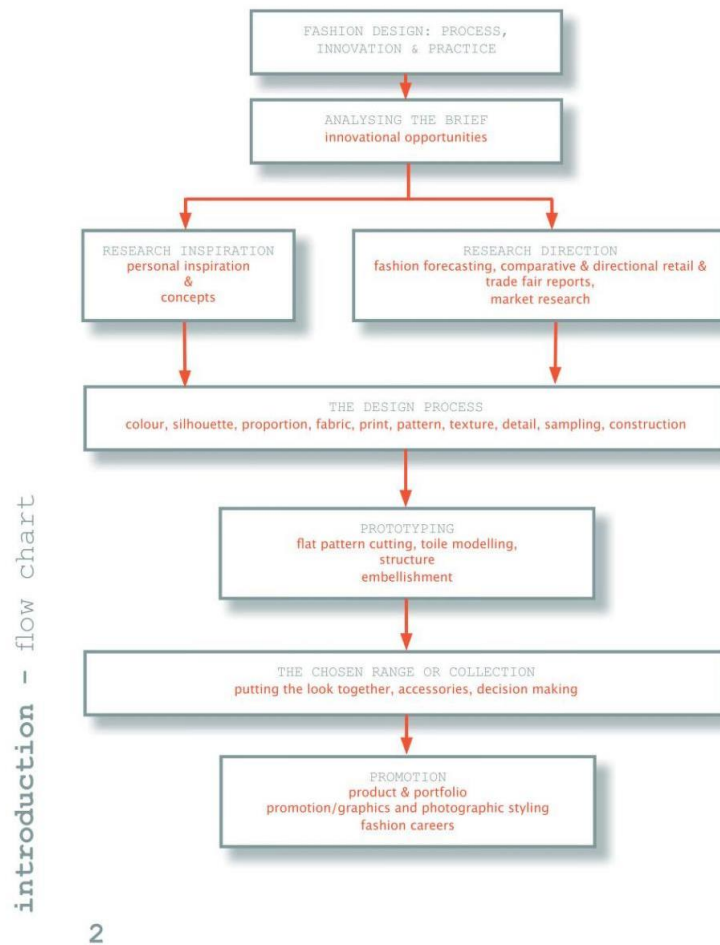 FASHION DESIGN: PROCESS,
INNOVATION & PRACTICE
ANALYSING THE BRIEF
innovational opportunities
RESEARCH INSPIRATION
personal inspiration
&
concepts
RESEARCH DIRECTION
fashion forecasting, comparative & directional retail &
trade fair reports,
market research
THE DESIGN PROCESS
colour, silhouette, proportion, fabric, print, pattern, texture, detail, sampling, construction
PROTOTYPING
flat pattern cutting, toile modelling,
structure
embellishment
THE CHOSEN RANGE OR COLLECTION
putting the look together, accessories, decision making
PROMOTION
product & portfolio
promotion/graphics and photographic styling
fashion careers
introduction – flow chart
2